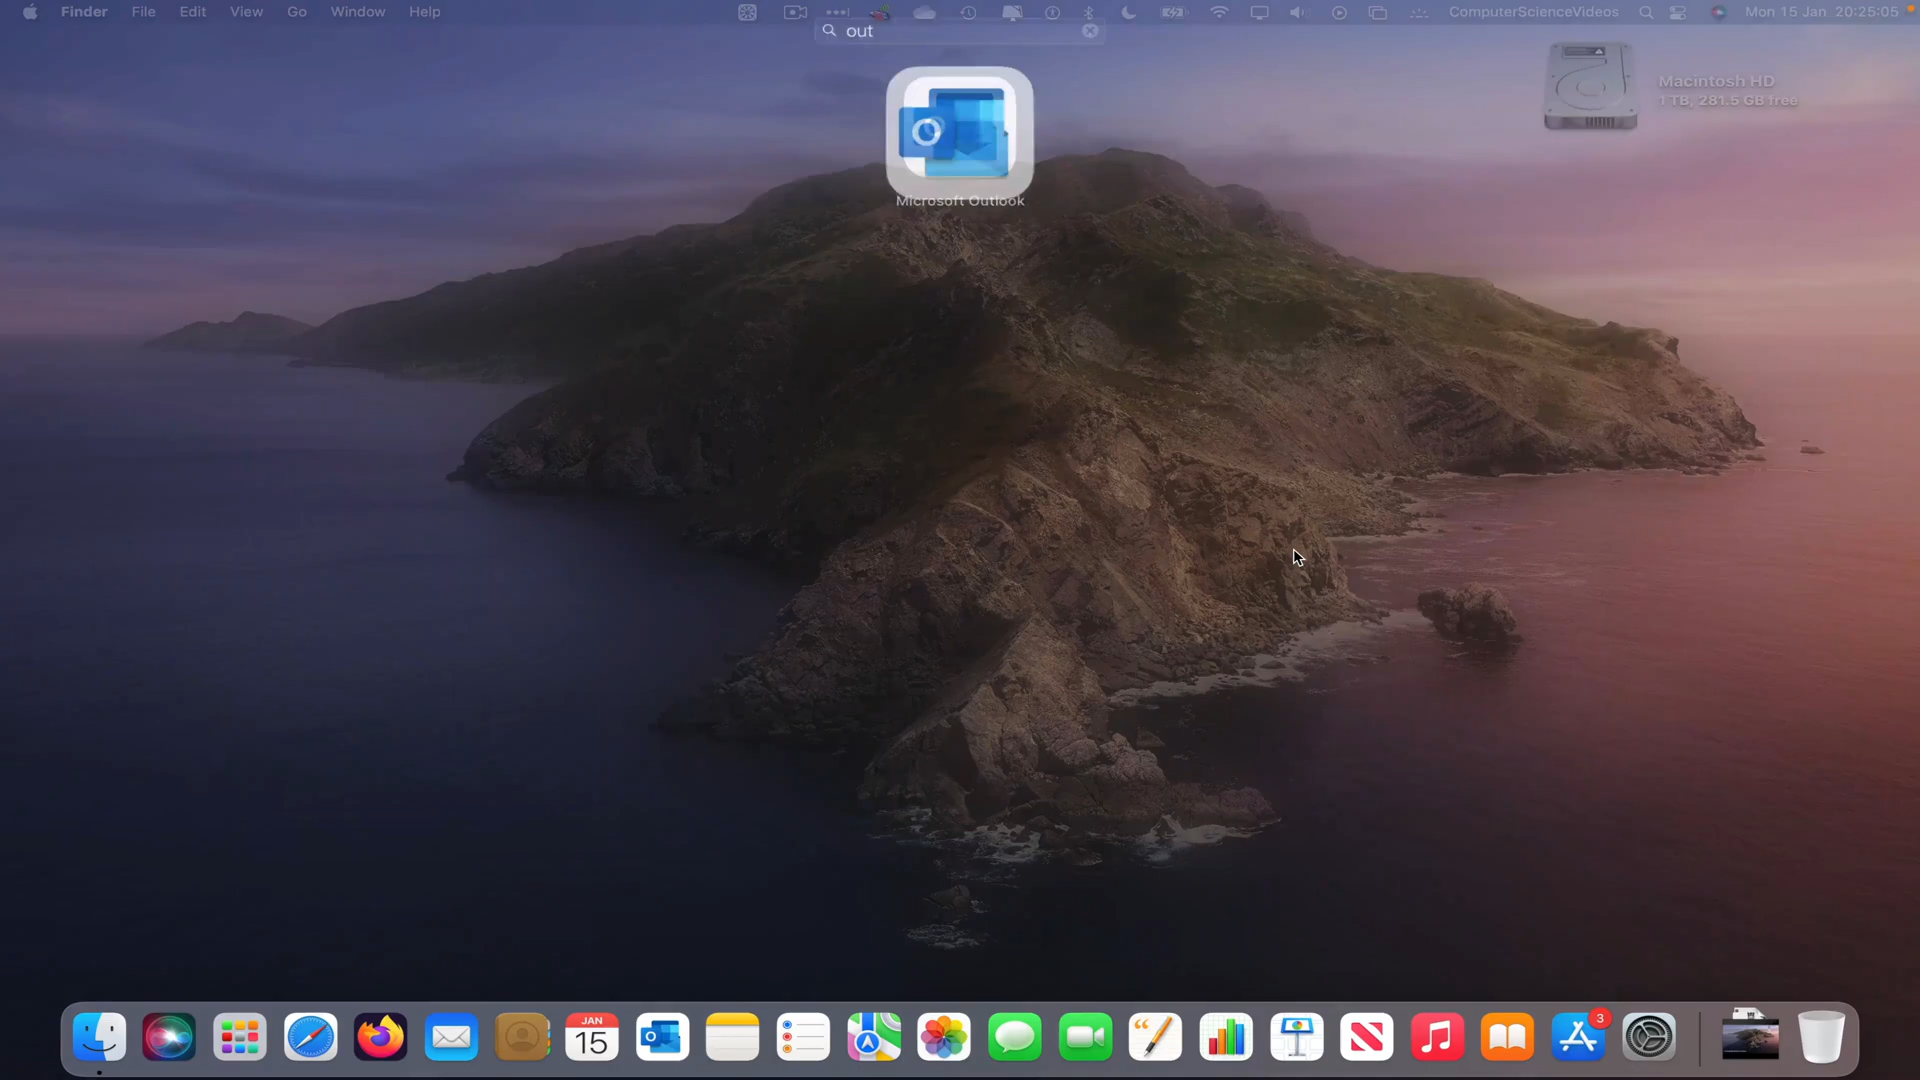 Finder File Edit View Go Window Help
ComputerScienceVideos
Mon 15 Jan 20:25:05
out
Microsoft Outlook
Macintosh HD
1 TB, 281.5 GB free
JAN
15
3